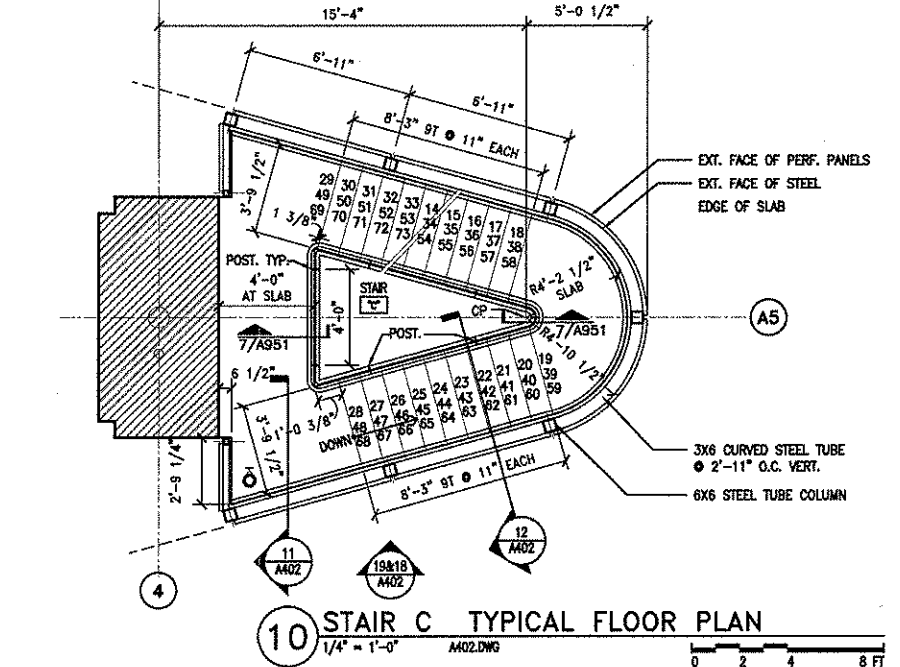 15'-4"
5'-0 1/2"
6'-11"
6'-11"
8'-3" 9T @ 11" EACH
EXT. FACE OF PERF. PANELS
EXT. FACE OF STEEL
EDGE OF SLAB
3'-9 1/2"
1 3/8"
29 30 31 32 33 14 15 16 17 18
49 50 51 52 53 34 35 36 37 38
69 70 71 72 73 54 55 56 57 58
POST. TYP.
4'-0"
AT SLAB
STAIR
"C"
4'-0"
CP
R4'-2 1/2"
SLAB
A5
7/A951
7/A951
POST.
R4'-10 1/2"
6 1/2"
28 27 26 25 24 23 22 21 20 19
48 47 46 45 44 43 42 41 40 39
68 67 66 65 64 63 62 61 60 59
1'-0 3/8"
DOWN
3'-6 1/2"
2'-9 1/4"
8'-3" 9T @ 11" EACH
3X6 CURVED STEEL TUBE
@ 2'-11" O.C. VERT.
6X6 STEEL TUBE COLUMN
11
A402
19&18
A402
12
A402
4
10
STAIR C TYPICAL FLOOR PLAN
1/4" = 1'-0"
A402.DWG
0 2 4 8 FT